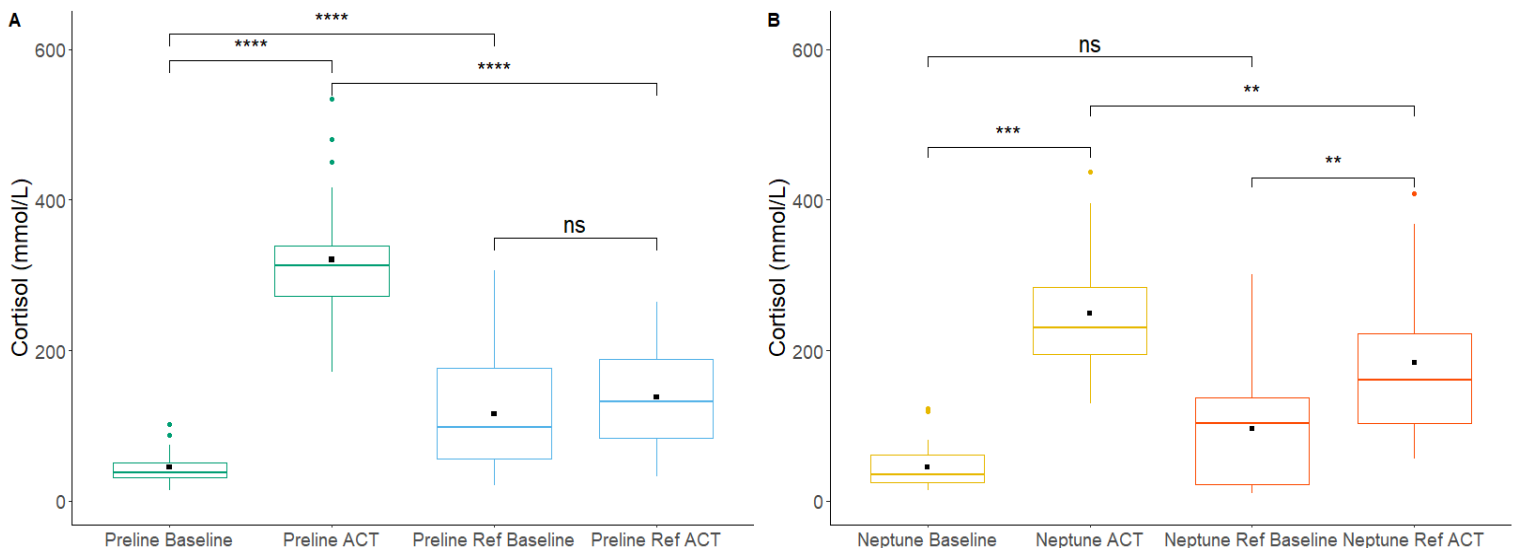 A
****
****
****
ns
Cortisol (mmol/L)
600
400
200
0
Preline Baseline
Preline ACT
Preline Ref Baseline
Preline Ref ACT
B
ns
**
***
**
Cortisol (mmol/L)
600
400
200
0
Neptune Baseline
Neptune ACT
Neptune Ref Baseline
Neptune Ref ACT